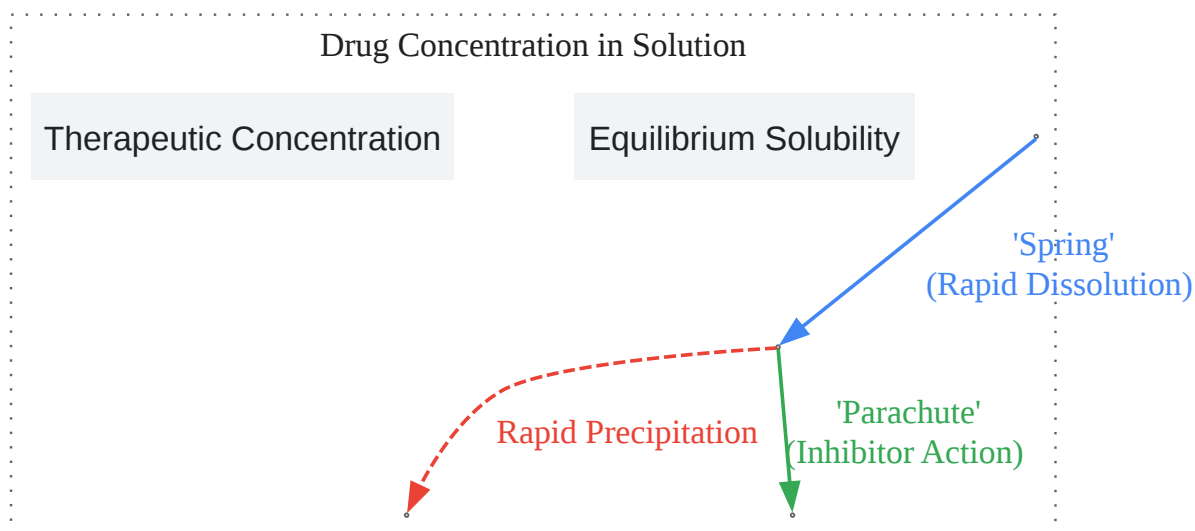 Drug Concentration in Solution
Therapeutic Concentration
Equilibrium Solubility
'Spring'
(Rapid Dissolution)
Rapid Precipitation
'Parachute'
(Inhibitor Action)